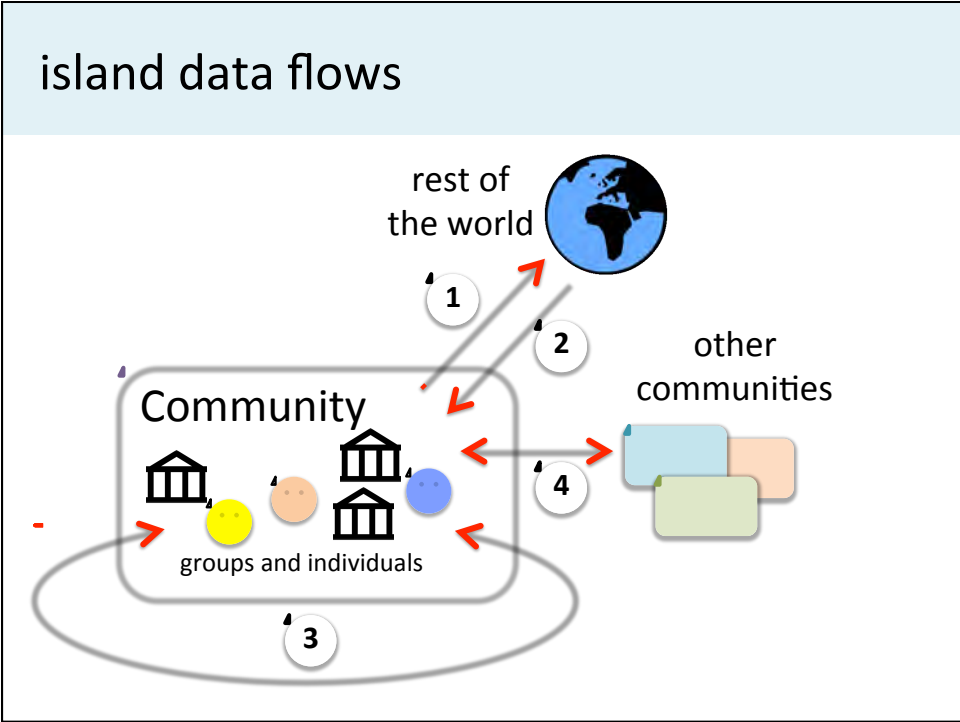 island data flows
rest of
the world
1
2
other
communities
Community
4
groups and individuals
3